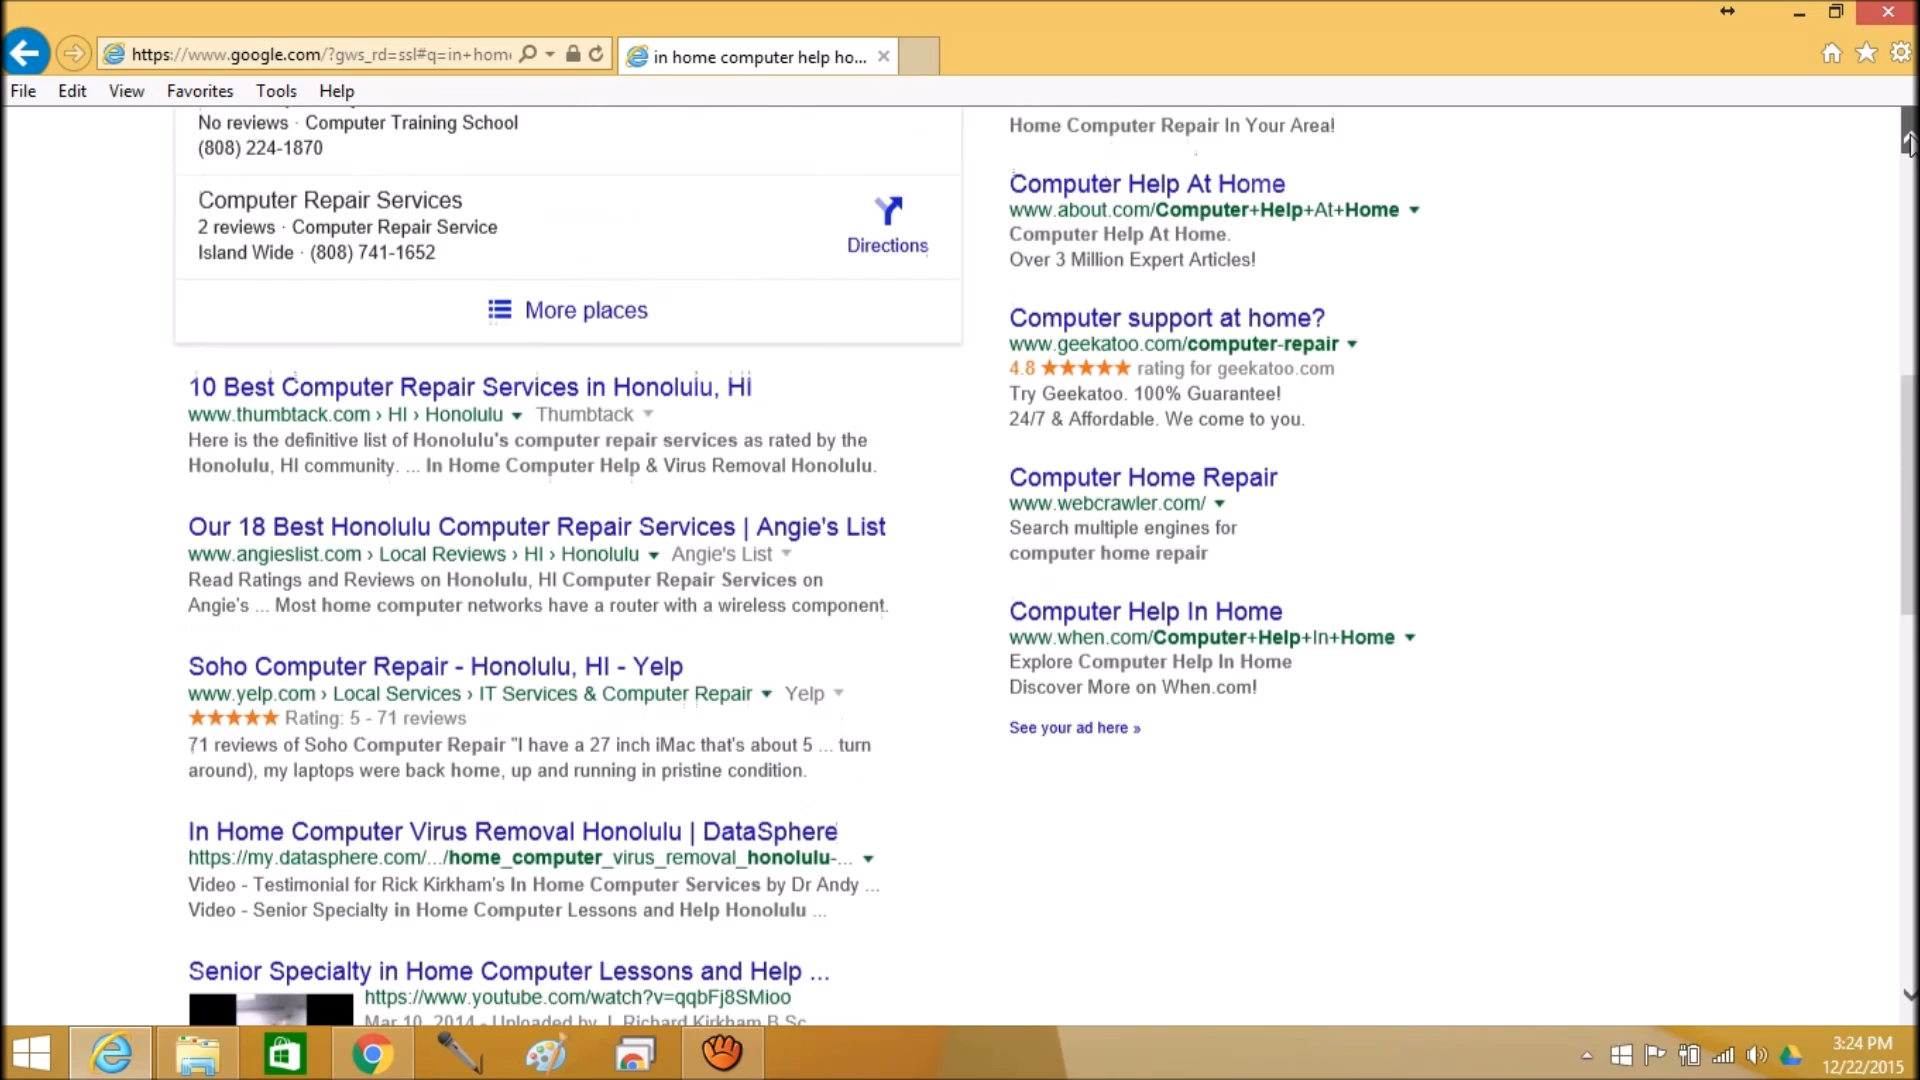 https://www.google.com/?gws_rd=ssl#q=in+hom
in home computer help ho...
File Edit View Favorites Tools Help
No reviews · Computer Training School
(808) 224-1870
Computer Repair Services
2 reviews · Computer Repair Service
Island Wide · (808) 741-1652
Directions
More places
10 Best Computer Repair Services in Honolulu, HI
www.thumbtack.com › HI › Honolulu Thumbtack
Here is the definitive list of Honolulu's computer repair services as rated by the
Honolulu, HI community. ... In Home Computer Help & Virus Removal Honolulu.
Our 18 Best Honolulu Computer Repair Services | Angie's List
www.angieslist.com › Local Reviews › HI › Honolulu Angie's List
Read Ratings and Reviews on Honolulu, HI Computer Repair Services on
Angie's ... Most home computer networks have a router with a wireless component.
Soho Computer Repair - Honolulu, HI - Yelp
www.yelp.com › Local Services › IT Services & Computer Repair Yelp
Rating: 5 - 71 reviews
71 reviews of Soho Computer Repair "I have a 27 inch iMac that's about 5 ... turn
around), my laptops were back home, up and running in pristine condition.
In Home Computer Virus Removal Honolulu | DataSphere
https://my.datasphere.com/.../home_computer_virus_removal_honolulu-...
Video - Testimonial for Rick Kirkham's In Home Computer Services by Dr Andy ...
Video - Senior Specialty in Home Computer Lessons and Help Honolulu ...
Senior Specialty in Home Computer Lessons and Help ...
https://www.youtube.com/watch?v=qqbFj8SMioo
Mar 10, 2014 - Uploaded by J. Richard Kirkham B.Sc.
Home Computer Repair In Your Area!
Computer Help At Home
www.about.com/Computer+Help+At+Home
Computer Help At Home.
Over 3 Million Expert Articles!
Computer support at home?
www.geekatoo.com/computer-repair
4.8 rating for geekatoo.com
Try Geekatoo. 100% Guarantee!
24/7 & Affordable. We come to you.
Computer Home Repair
www.webcrawler.com/
Search multiple engines for
computer home repair
Computer Help In Home
www.when.com/Computer+Help+In+Home
Explore Computer Help In Home
Discover More on When.com!
See your ad here »
3:24 PM
12/22/2015